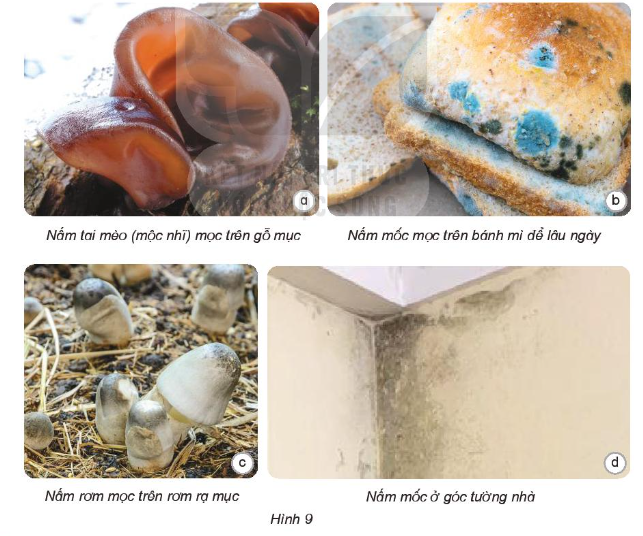 a
b
Nấm tai mèo (mộc nhĩ) mọc trên gỗ mục
Nấm mốc mọc trên bánh mì để lâu ngày
c
d
Nấm rơm mọc trên rơm rạ mục
Nấm mốc ở góc tường nhà
Hình 9